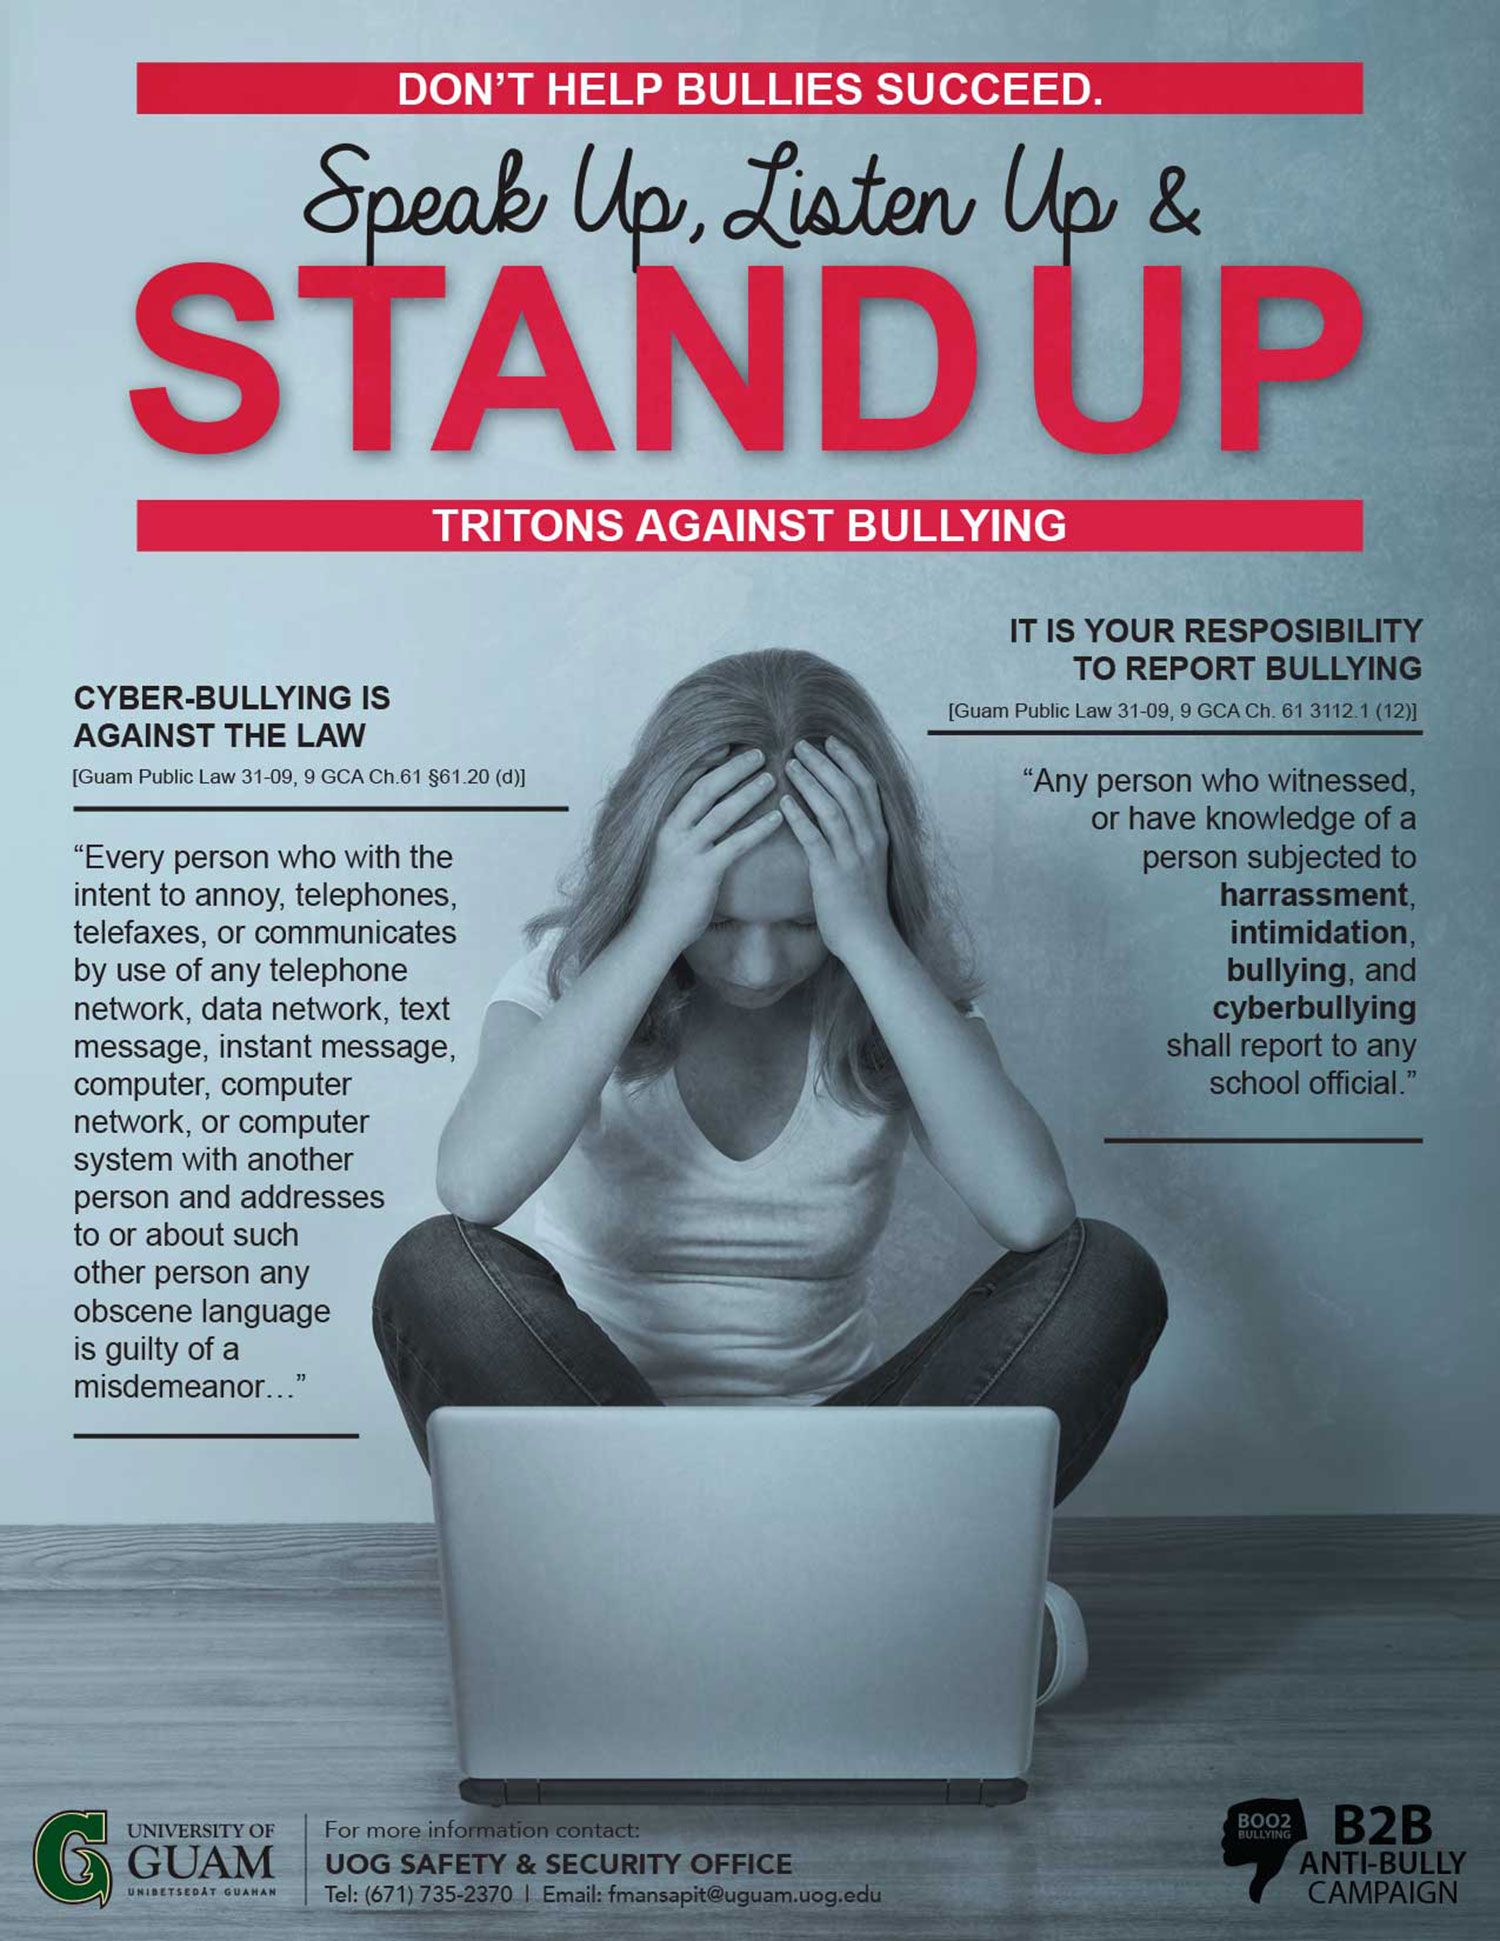 DON'T HELP BULLIES SUCCEED.
Speak Up, Listen Up &
STAND UP
TRITONS AGAINST BULLYING
CYBER-BULLYING IS
AGAINST THE LAW
[Guam Public Law 31-09, 9 GCA Ch.61 §61.20 (d)]
“Every person who with the
intent to annoy, telephones,
telefaxes, or communicates
by use of any telephone
network, data network, text
message, instant message,
computer, computer
network, or computer
system with another
person and addresses
to or about such
other person any
obscene language
is guilty of a
misdemeanor…”
IT IS YOUR RESPOSIBILITY
TO REPORT BULLYING
[Guam Public Law 31-09, 9 GCA Ch. 61 3112.1 (12)]
“Any person who witnessed,
or have knowledge of a
person subjected to
harrassment,
intimidation,
bullying, and
cyberbullying
shall report to any
school official.”
UNIVERSITY OF
GUAM
UNIBETSEDÅT GUAHAN
For more information contact:
UOG SAFETY & SECURITY OFFICE
Tel: (671) 735-2370 | Email: fmansapit@uguam.uog.edu
BOO2
BULLYING
B2B
ANTI-BULLY
CAMPAIGN